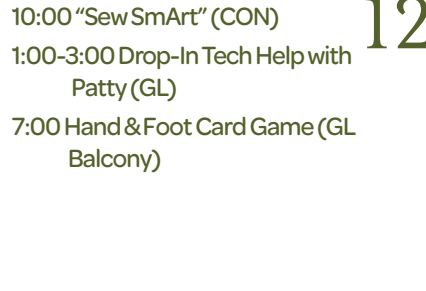 12
10:00 “Sew SmArt” (CON)
1:00-3:00 Drop-In Tech Help with
Patty (GL)
7:00 Hand & Foot Card Game (GL
Balcony)